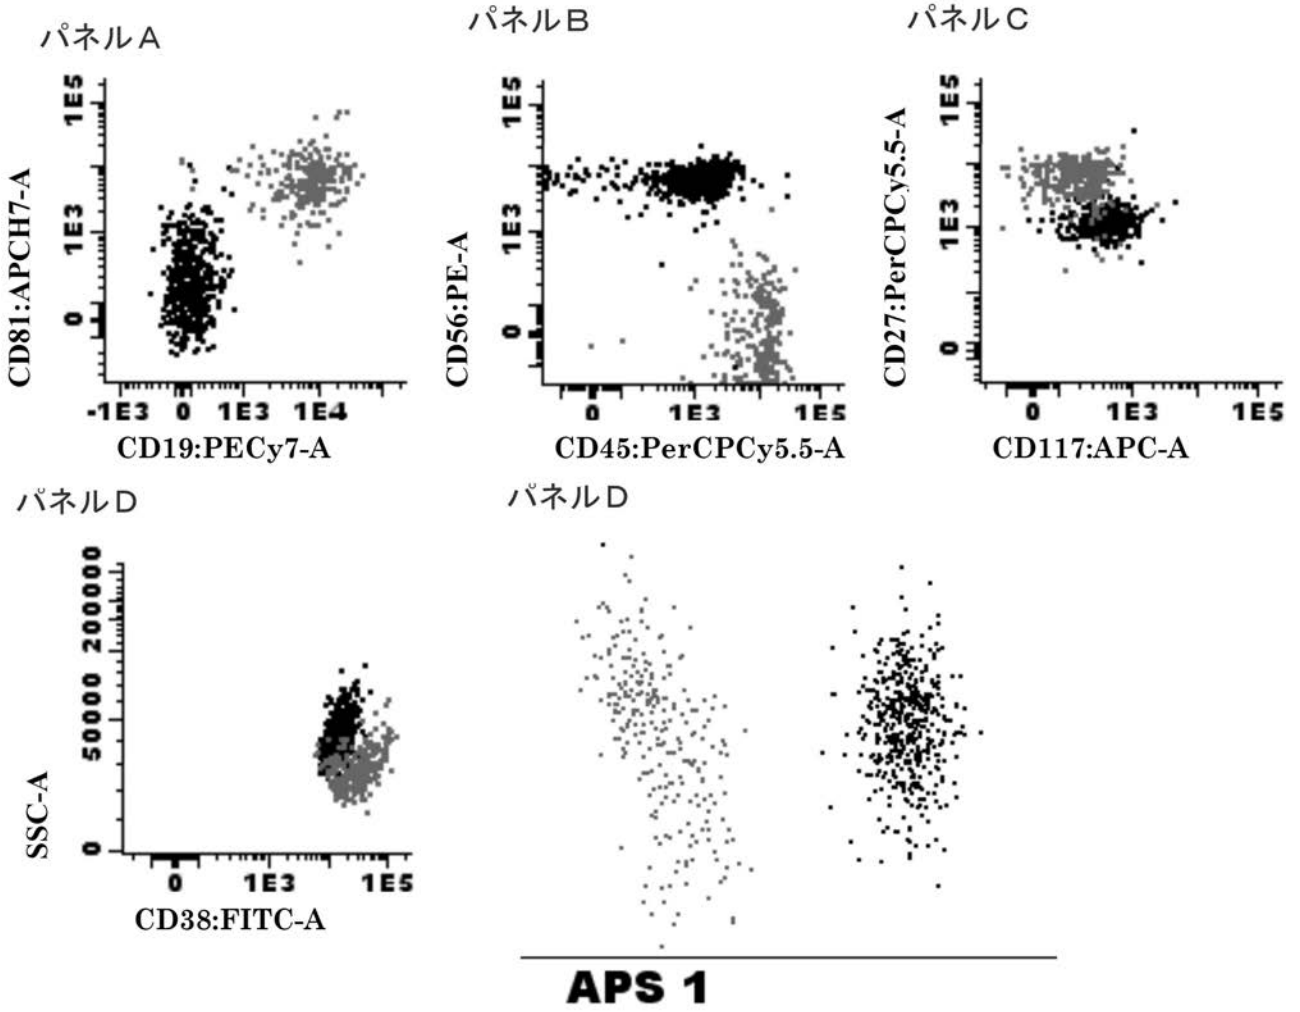 パネルA
パネルB
パネルC
1E5
1E3
0
CD81:APCH7-A
-1E3 0 1E3 1E4
CD19:PECy7-A
1E5
1E3
0
CD56:PE-A
0 1E3 1E5
CD45:PerCPCy5.5-A
1E5
1E3
0
CD27:PerCPCy5.5-A
0 1E3 1E5
CD117:APC-A
パネルD
パネルD
200000
50000
0
SSC-A
0 1E3 1E5
CD38:FITC-A
APS 1